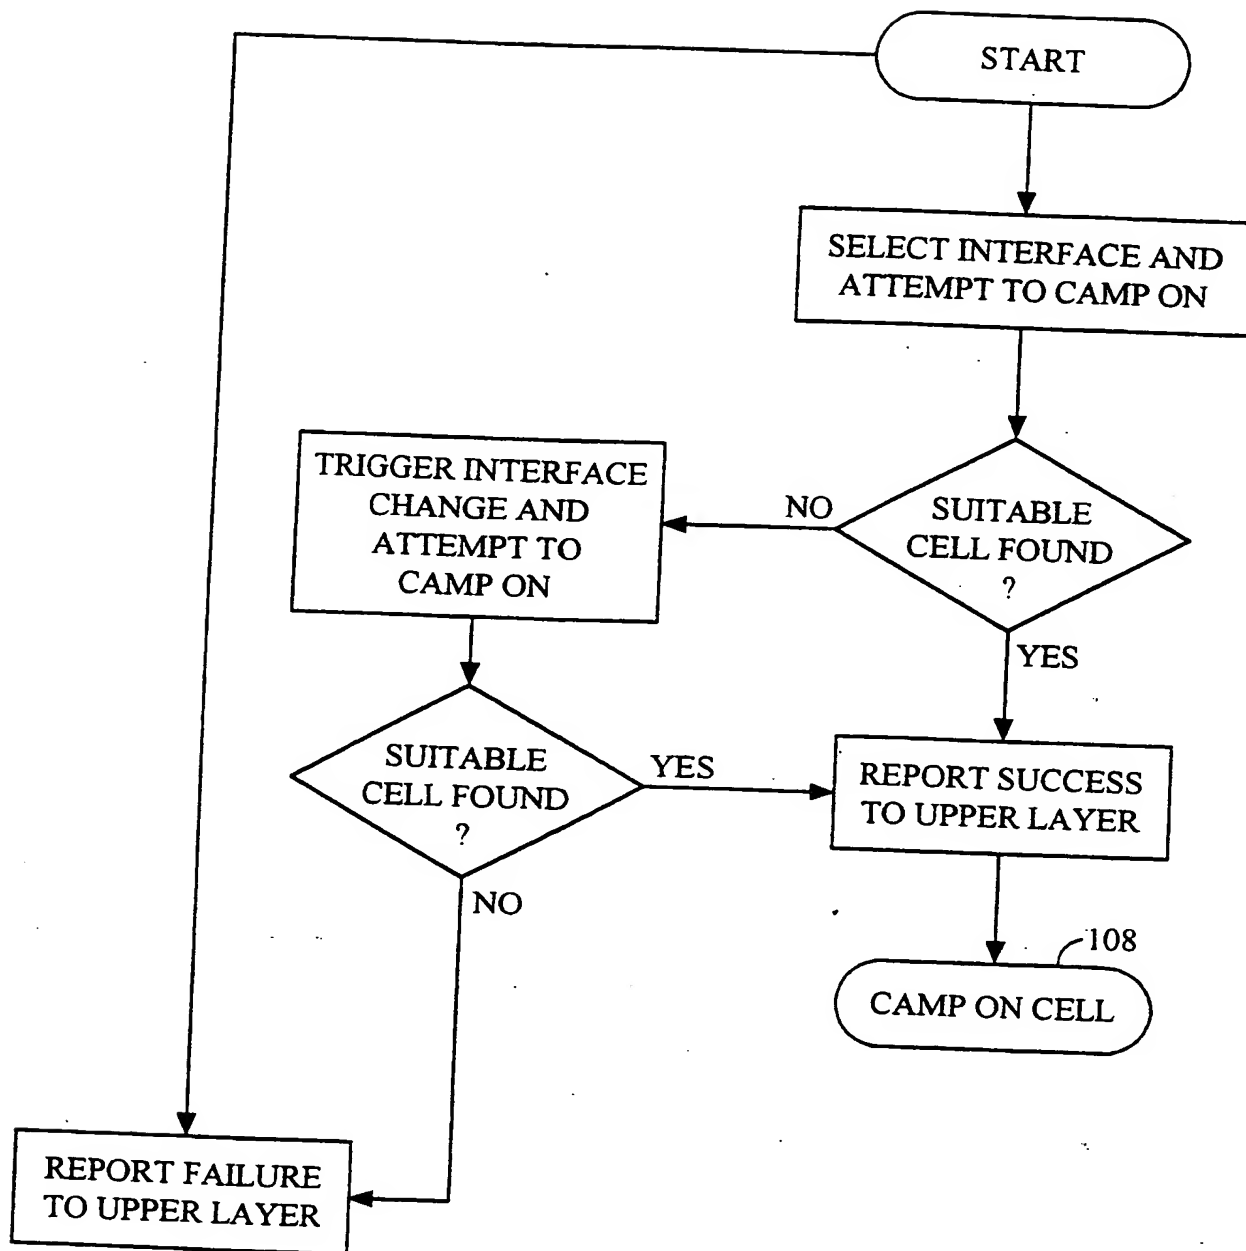 START
SELECT INTERFACE AND
ATTEMPT TO CAMP ON
TRIGGER INTERFACE
CHANGE AND
ATTEMPT TO
CAMP ON
NO
SUITABLE
CELL FOUND
?
YES
SUITABLE
CELL FOUND
?
YES
REPORT SUCCESS
TO UPPER LAYER
NO
108
CAMP ON CELL
REPORT FAILURE
TO UPPER LAYER